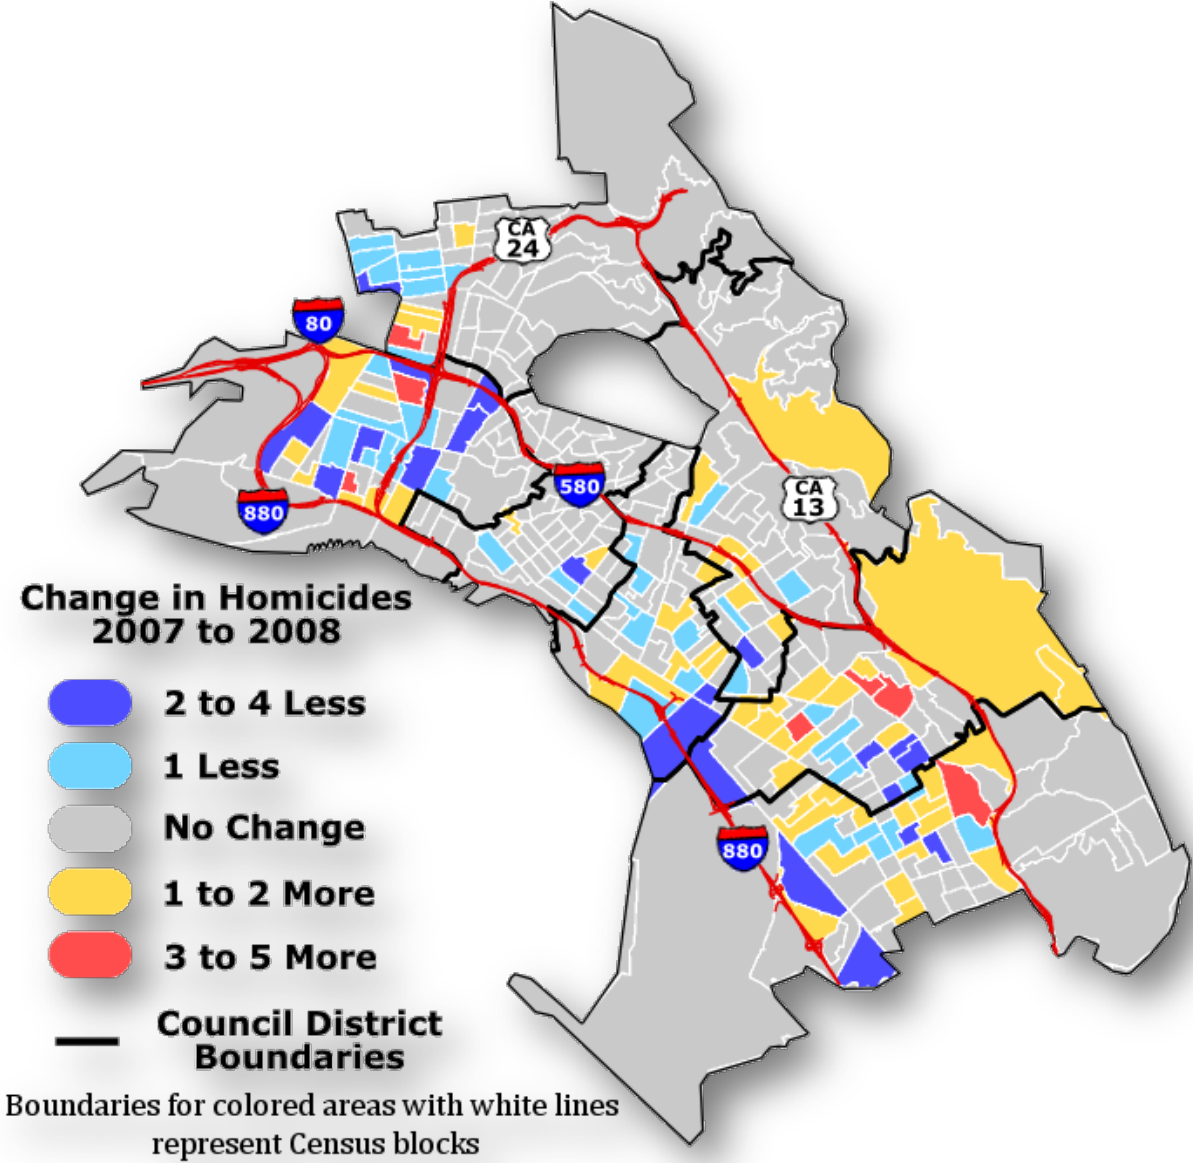 CA
24
80
580
CA
13
880
Change in Homicides
2007 to 2008
2 to 4 Less
1 Less
No Change
880
1 to 2 More
3 to 5 More
Council District
Boundaries
Boundaries for colored areas with white lines
represent Census blocks